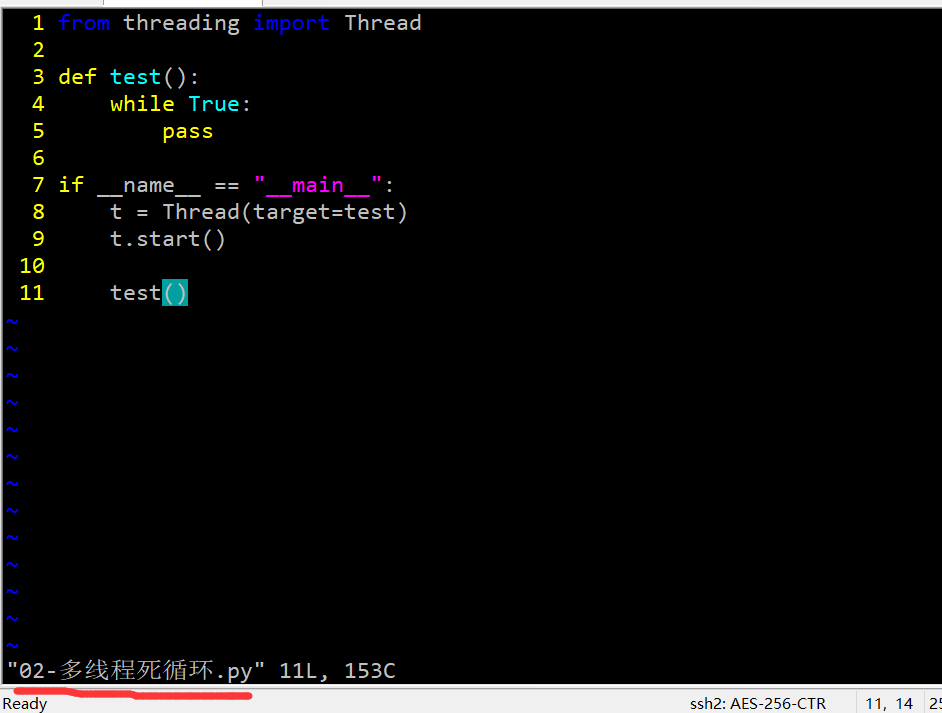 1 from threading import Thread
2
3 def test():
4     while True:
5         pass
6
7 if __name__ == "__main__":
8     t = Thread(target=test)
9     t.start()
10
11     test()
~
~
~
~
~
~
~
~
~
~
~
~
~
"02-多线程死循环.py" 11L, 153C
Ready ssh2: AES-256-CTR 11, 14